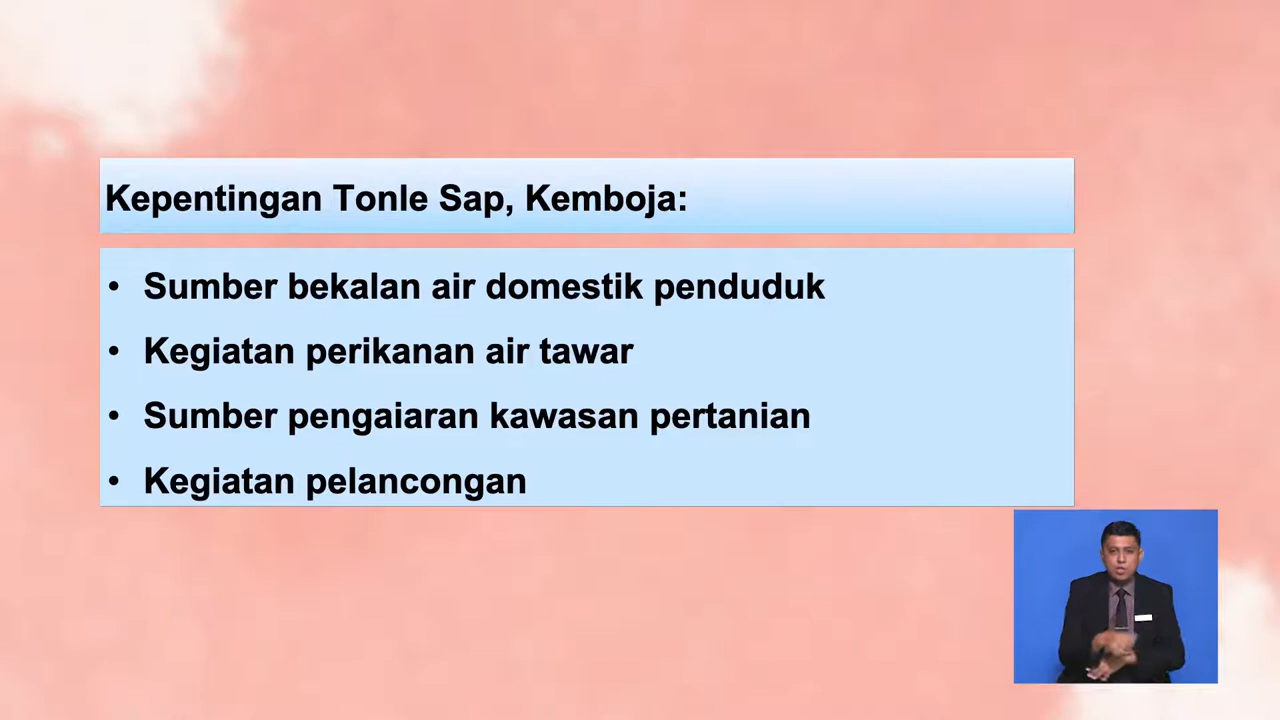 Kepentingan Tonle Sap, Kemboja:
• Sumber bekalan air domestik penduduk
• Kegiatan perikanan air tawar
• Sumber pengaiaran kawasan pertanian
• Kegiatan pelancongan